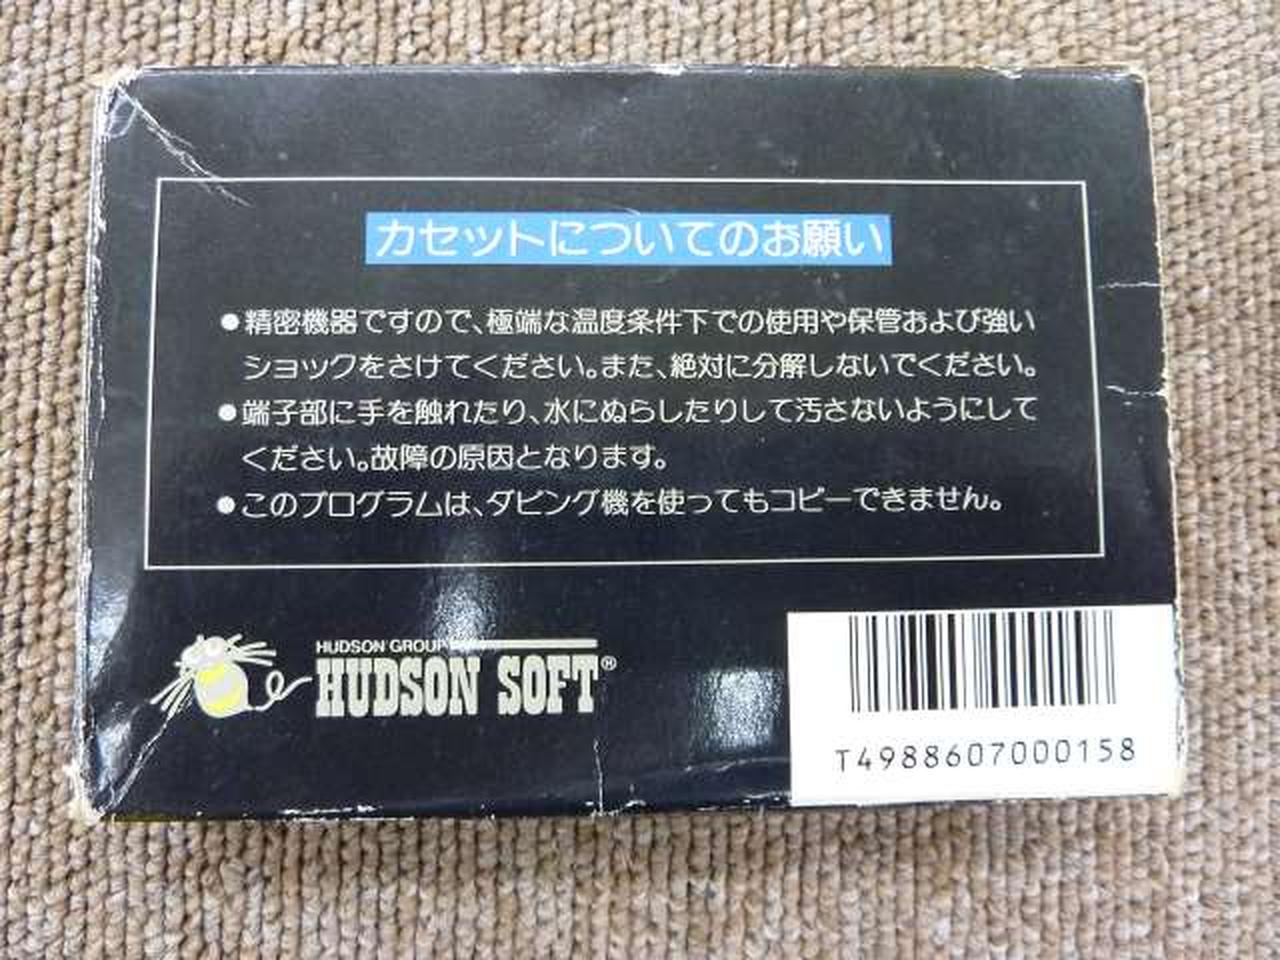 カセットについてのお願い
●精密機器ですので、極端な温度条件下での使用や保管および強い
ショックをさけてください。また、絶対に分解しないでください。
●端子部に手を触れたり、水にぬらしたりして汚さないようにして
ください。故障の原因となります。
●このプログラムは、ダビング機を使ってもコピーできません。
HUDSON GROUP
HUDSON SOFT®
T4988607000158